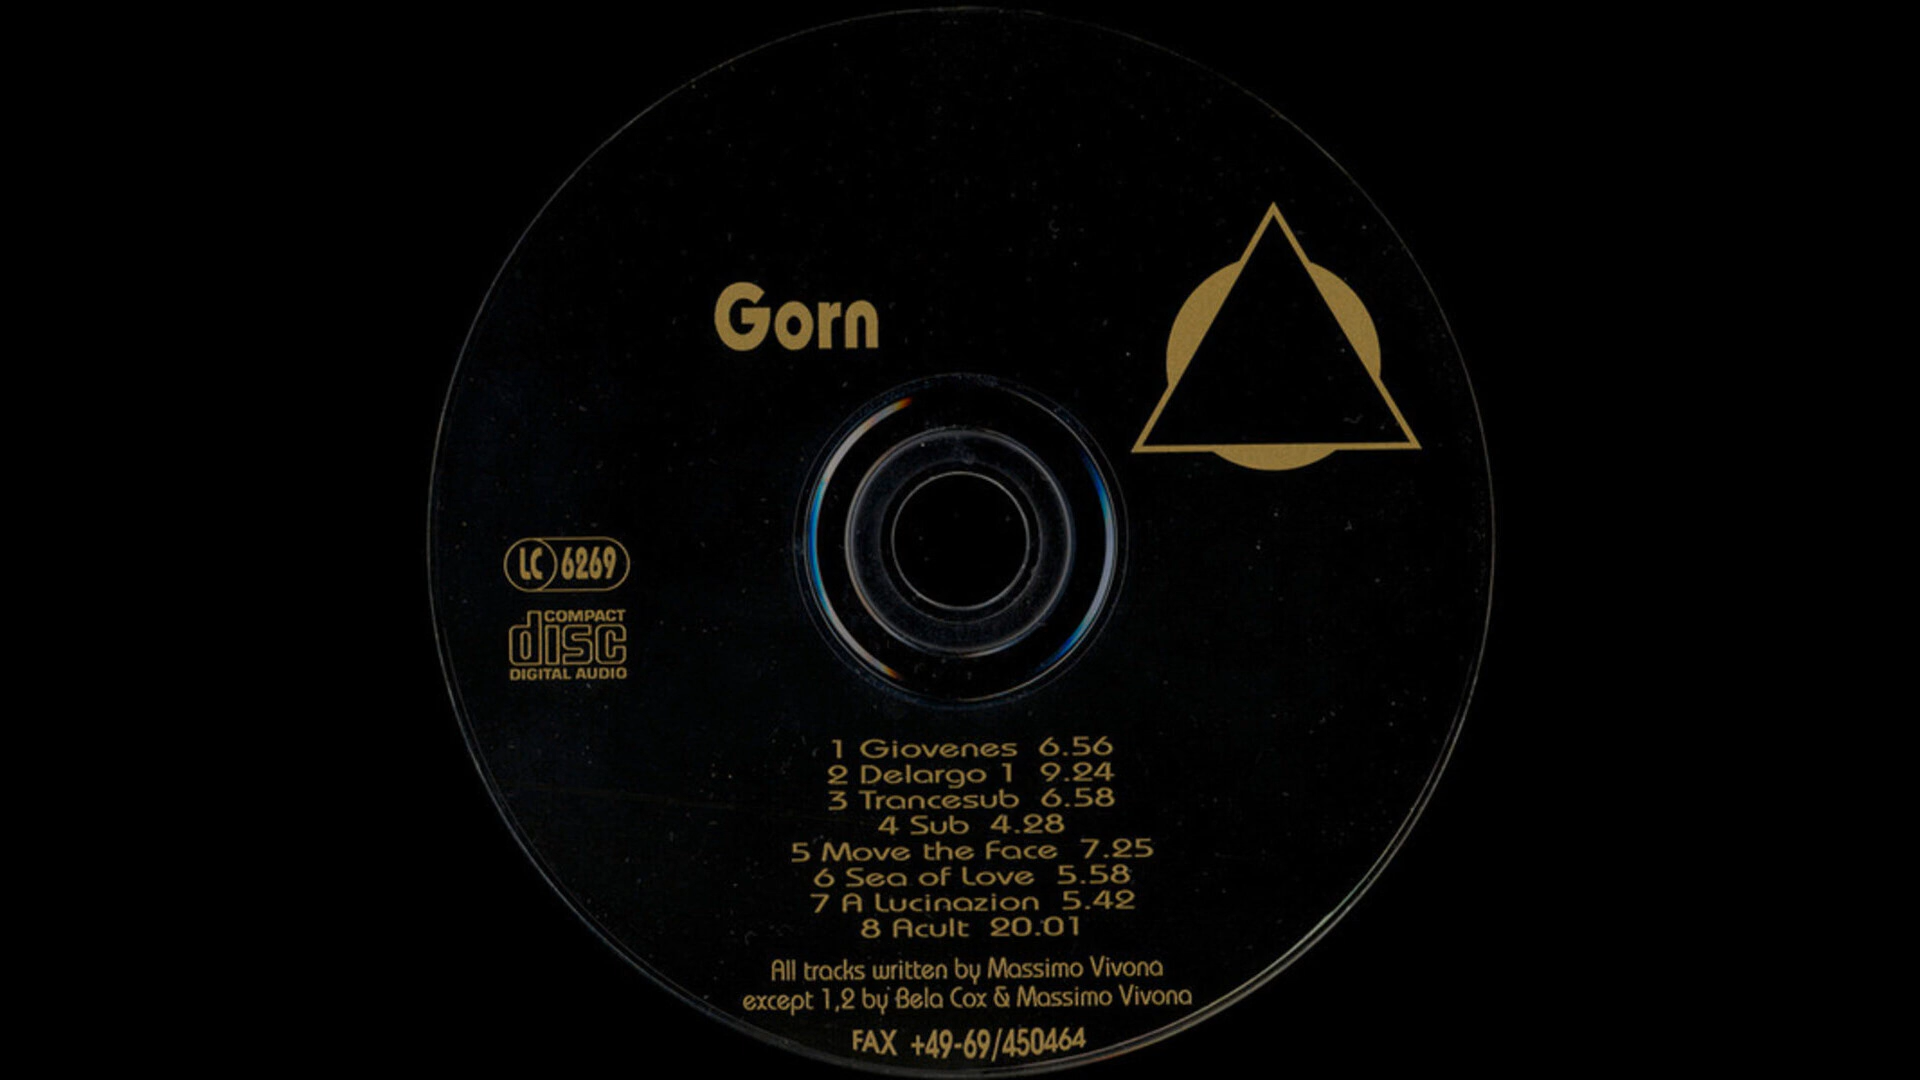 Gorn
LC 6269
COMPACT
disc
DIGITAL AUDIO
1 Giovenes 6.56
2 Delargo 1 9.24
3 Trancesub 6.58
4 Sub 4.28
5 Move the Face 7.25
6 Sea of Love 5.58
7 A Lucinazion 5.42
8 Acult 20.01
All tracks written by Massimo Vivona
except 1,2 by Bela Cox & Massimo Vivona
FAX +49-69/450464